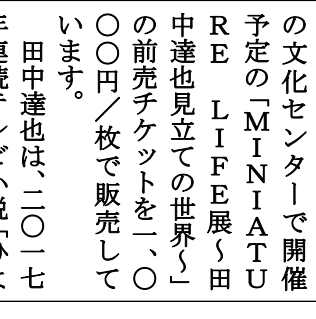 の文化センターで開催
予定の「ＭＩＮＩＡＴＵ
ＲＥ　ＬＩＦＥ展～田
中達也見立ての世界～」
の前売チケットを一、〇
〇〇円／枚で販売して
います。
　田中達也は、二〇一七